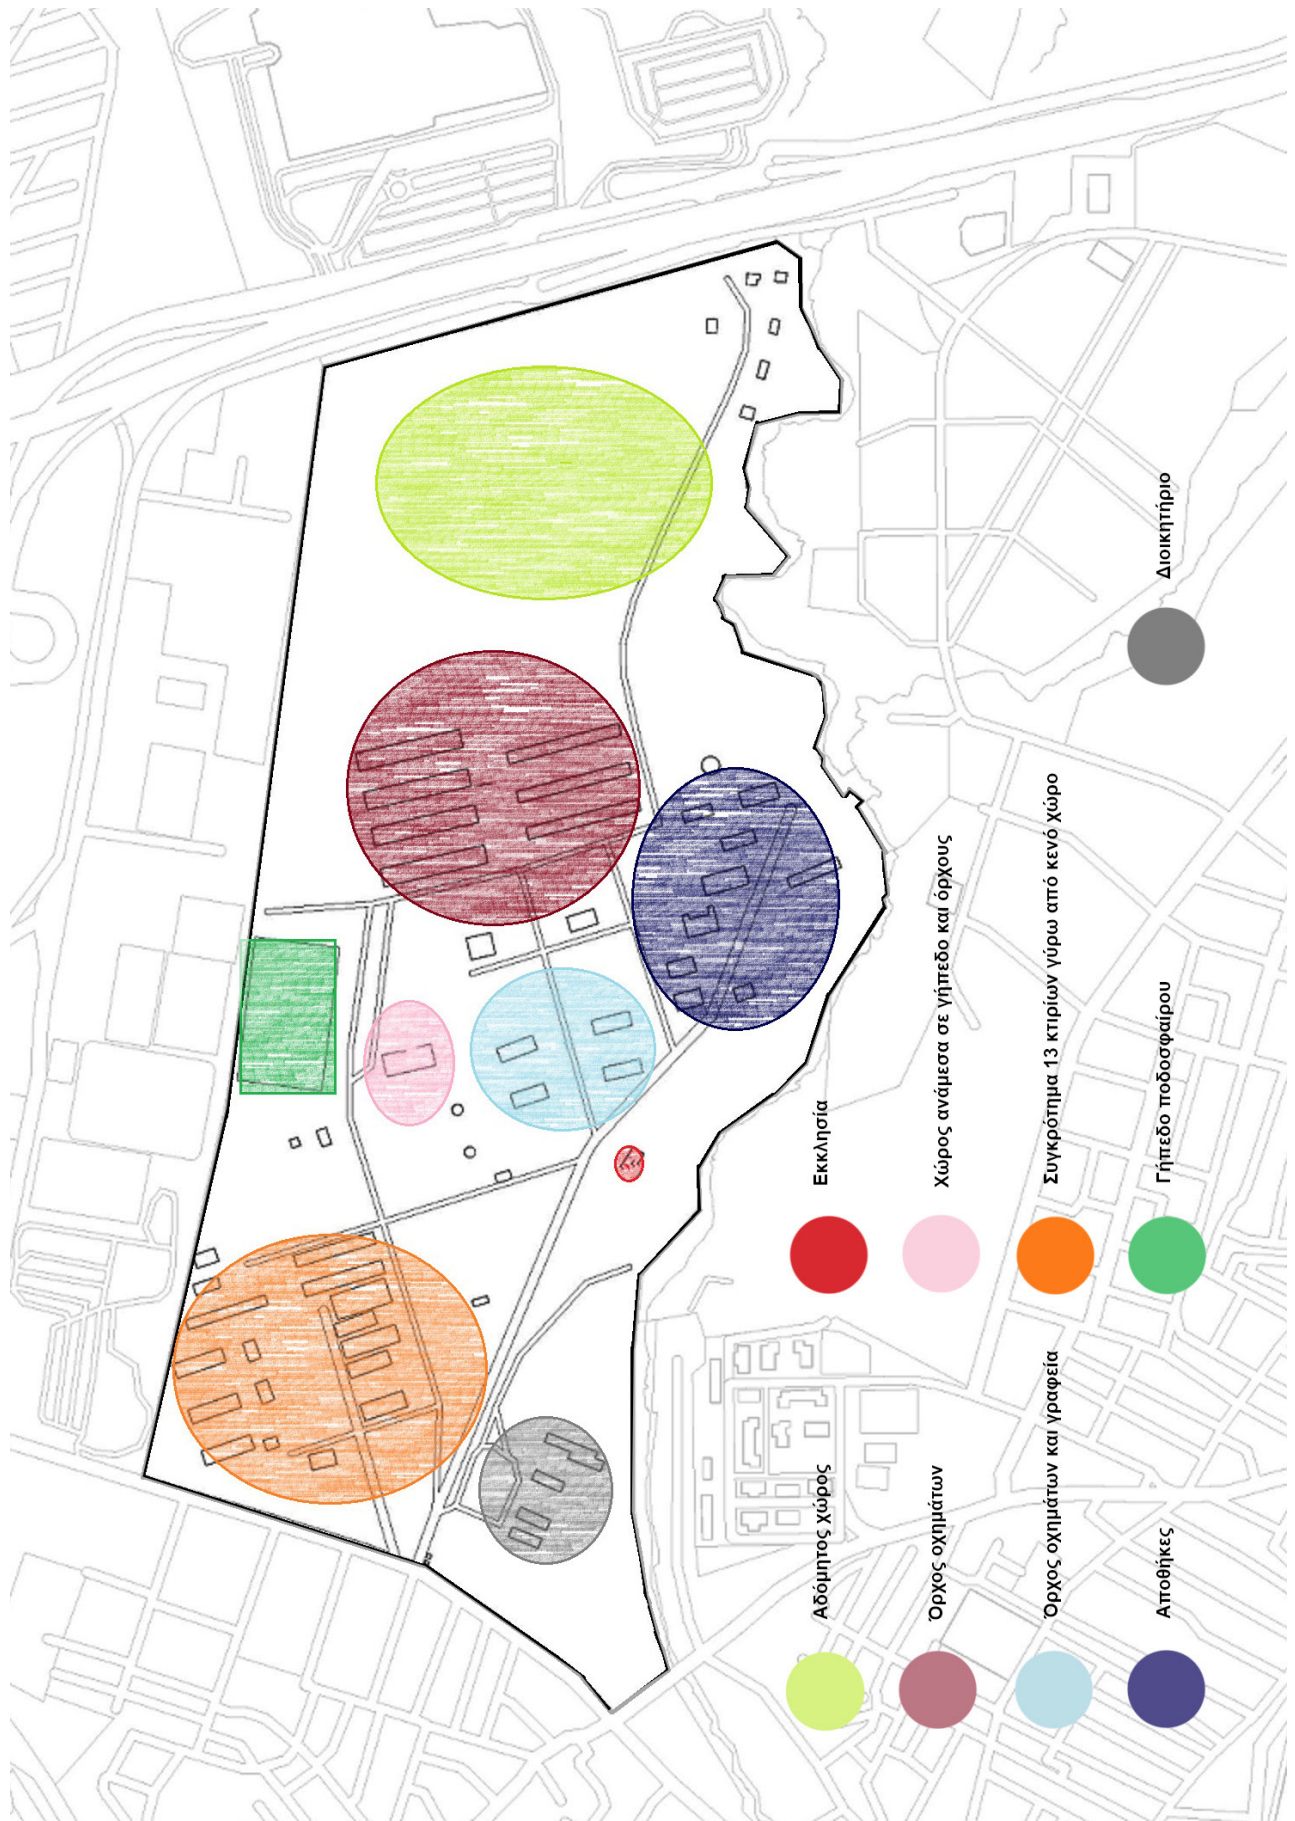 Αδόμητος χώρος
Όρχος οχημάτων
Όρχος οχημάτων και γραφεία
Αποθήκες
Εκκλησία
Χώρος ανάμεσα σε γήπεδο και όρχους
Συγκρότημα 13 κτιρίων γύρω από κενό χώρο
Γήπεδο ποδοσφαίρου
Διοικητήριο